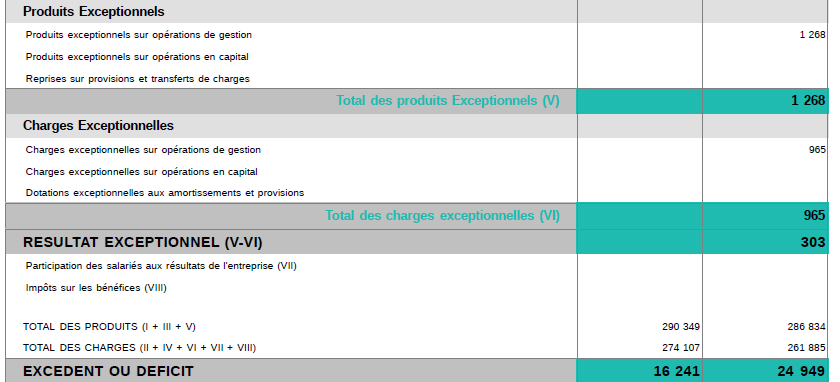 Produits Exceptionnels
Produits exceptionnels sur opérations de gestion 1 268
Produits exceptionnels sur opérations en capital
Reprises sur provisions et transferts de charges
Total des produits Exceptionnels (V) 1 268
Charges Exceptionnelles
Charges exceptionnelles sur opérations de gestion 965
Charges exceptionnelles sur opérations en capital
Dotations exceptionnelles aux amortissements et provisions
Total des charges exceptionnelles (VI) 965
RESULTAT EXCEPTIONNEL (V-VI) 303
Participation des salariés aux résultats de l'entreprise (VII)
Impôts sur les bénéfices (VIII)
TOTAL DES PRODUITS (I + III + V) 290 349 286 834
TOTAL DES CHARGES (II + IV + VI + VII + VIII) 274 107 261 885
EXCEDENT OU DEFICIT 16 241 24 949